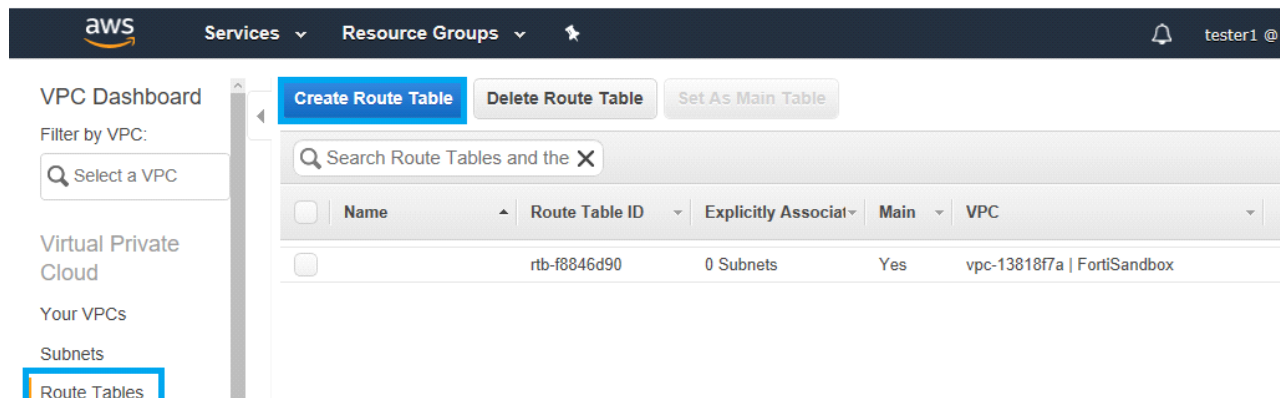 aws Services Resource Groups tester1 @
VPC Dashboard
Filter by VPC:
Select a VPC
Virtual Private
Cloud
Your VPCs
Subnets
Route Tables
Create Route Table Delete Route Table Set As Main Table
Search Route Tables and the
Name Route Table ID Explicitly Associat Main VPC
rtb-f8846d90 0 Subnets Yes vpc-13818f7a | FortiSandbox